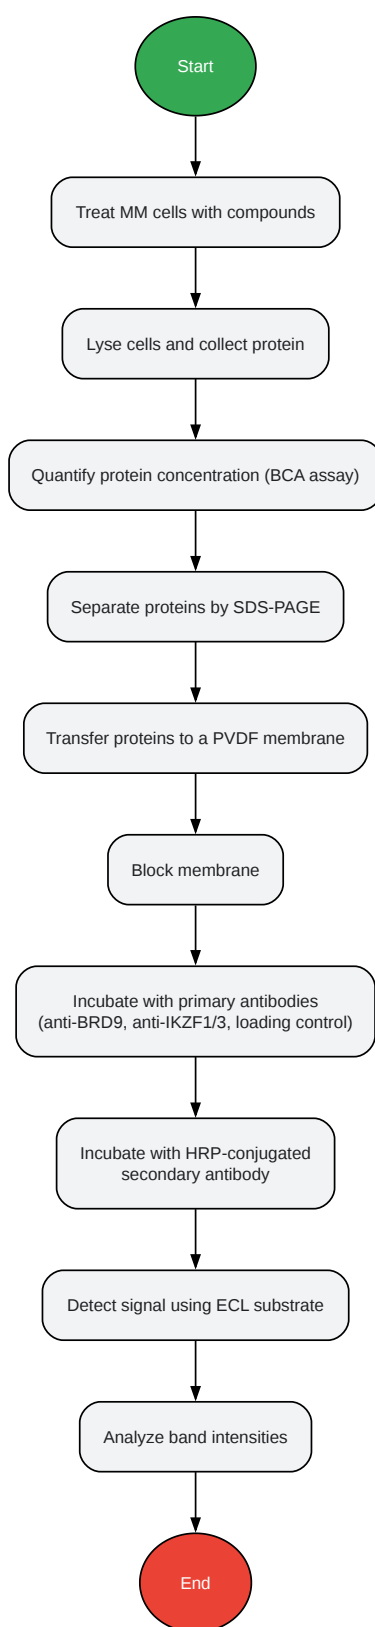 Start
Treat MM cells with compounds
Lyse cells and collect protein
Quantify protein concentration (BCA assay)
Separate proteins by SDS-PAGE
Transfer proteins to a PVDF membrane
Block membrane
Incubate with primary antibodies
(anti-BRD9, anti-IKZF1/3, loading control)
Incubate with HRP-conjugated
secondary antibody
Detect signal using ECL substrate
Analyze band intensities
End